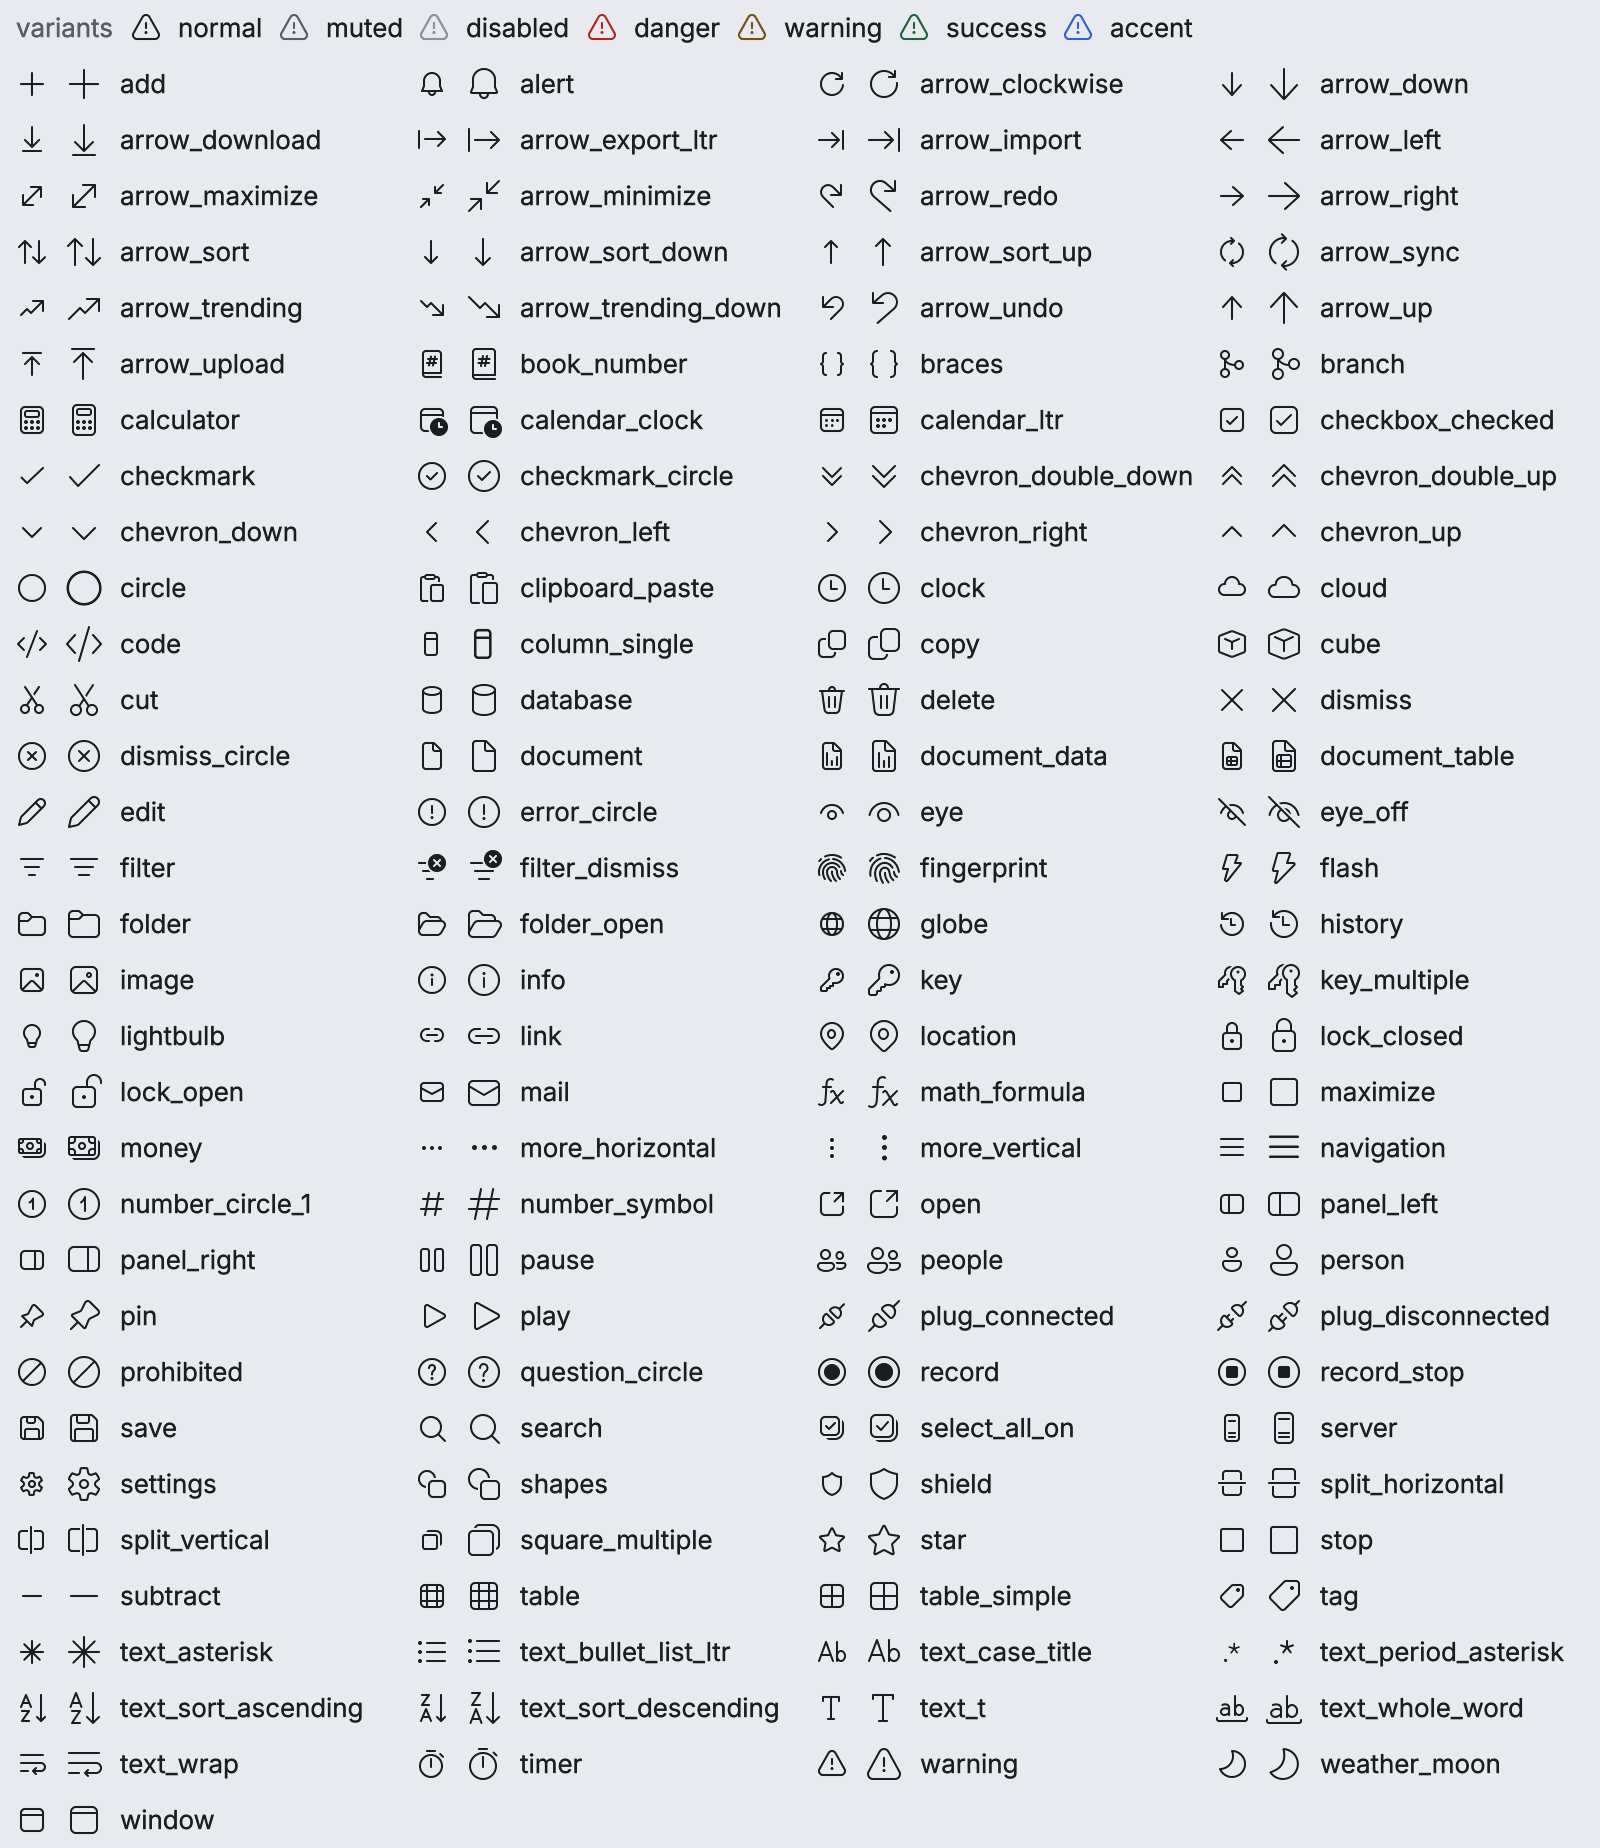 variants normal muted disabled danger warning success accent
add alert arrow_clockwise arrow_down
arrow_download arrow_export_ltr arrow_import arrow_left
arrow_maximize arrow_minimize arrow_redo arrow_right
arrow_sort arrow_sort_down arrow_sort_up arrow_sync
arrow_trending arrow_trending_down arrow_undo arrow_up
arrow_upload book_number braces branch
calculator calendar_clock calendar_ltr checkbox_checked
checkmark checkmark_circle chevron_double_down chevron_double_up
chevron_down chevron_left chevron_right chevron_up
circle clipboard_paste clock cloud
code column_single copy cube
cut database delete dismiss
dismiss_circle document document_data document_table
edit error_circle eye eye_off
filter filter_dismiss fingerprint flash
folder folder_open globe history
image info key key_multiple
lightbulb link location lock_closed
lock_open mail math_formula maximize
money more_horizontal more_vertical navigation
number_circle_1 number_symbol open panel_left
panel_right pause people person
pin play plug_connected plug_disconnected
prohibited question_circle record record_stop
save search select_all_on server
settings shapes shield split_horizontal
split_vertical square_multiple star stop
subtract table table_simple tag
text_asterisk text_bullet_list_ltr text_case_title text_period_asterisk
text_sort_ascending text_sort_descending text_t text_whole_word
text_wrap timer warning weather_moon
window